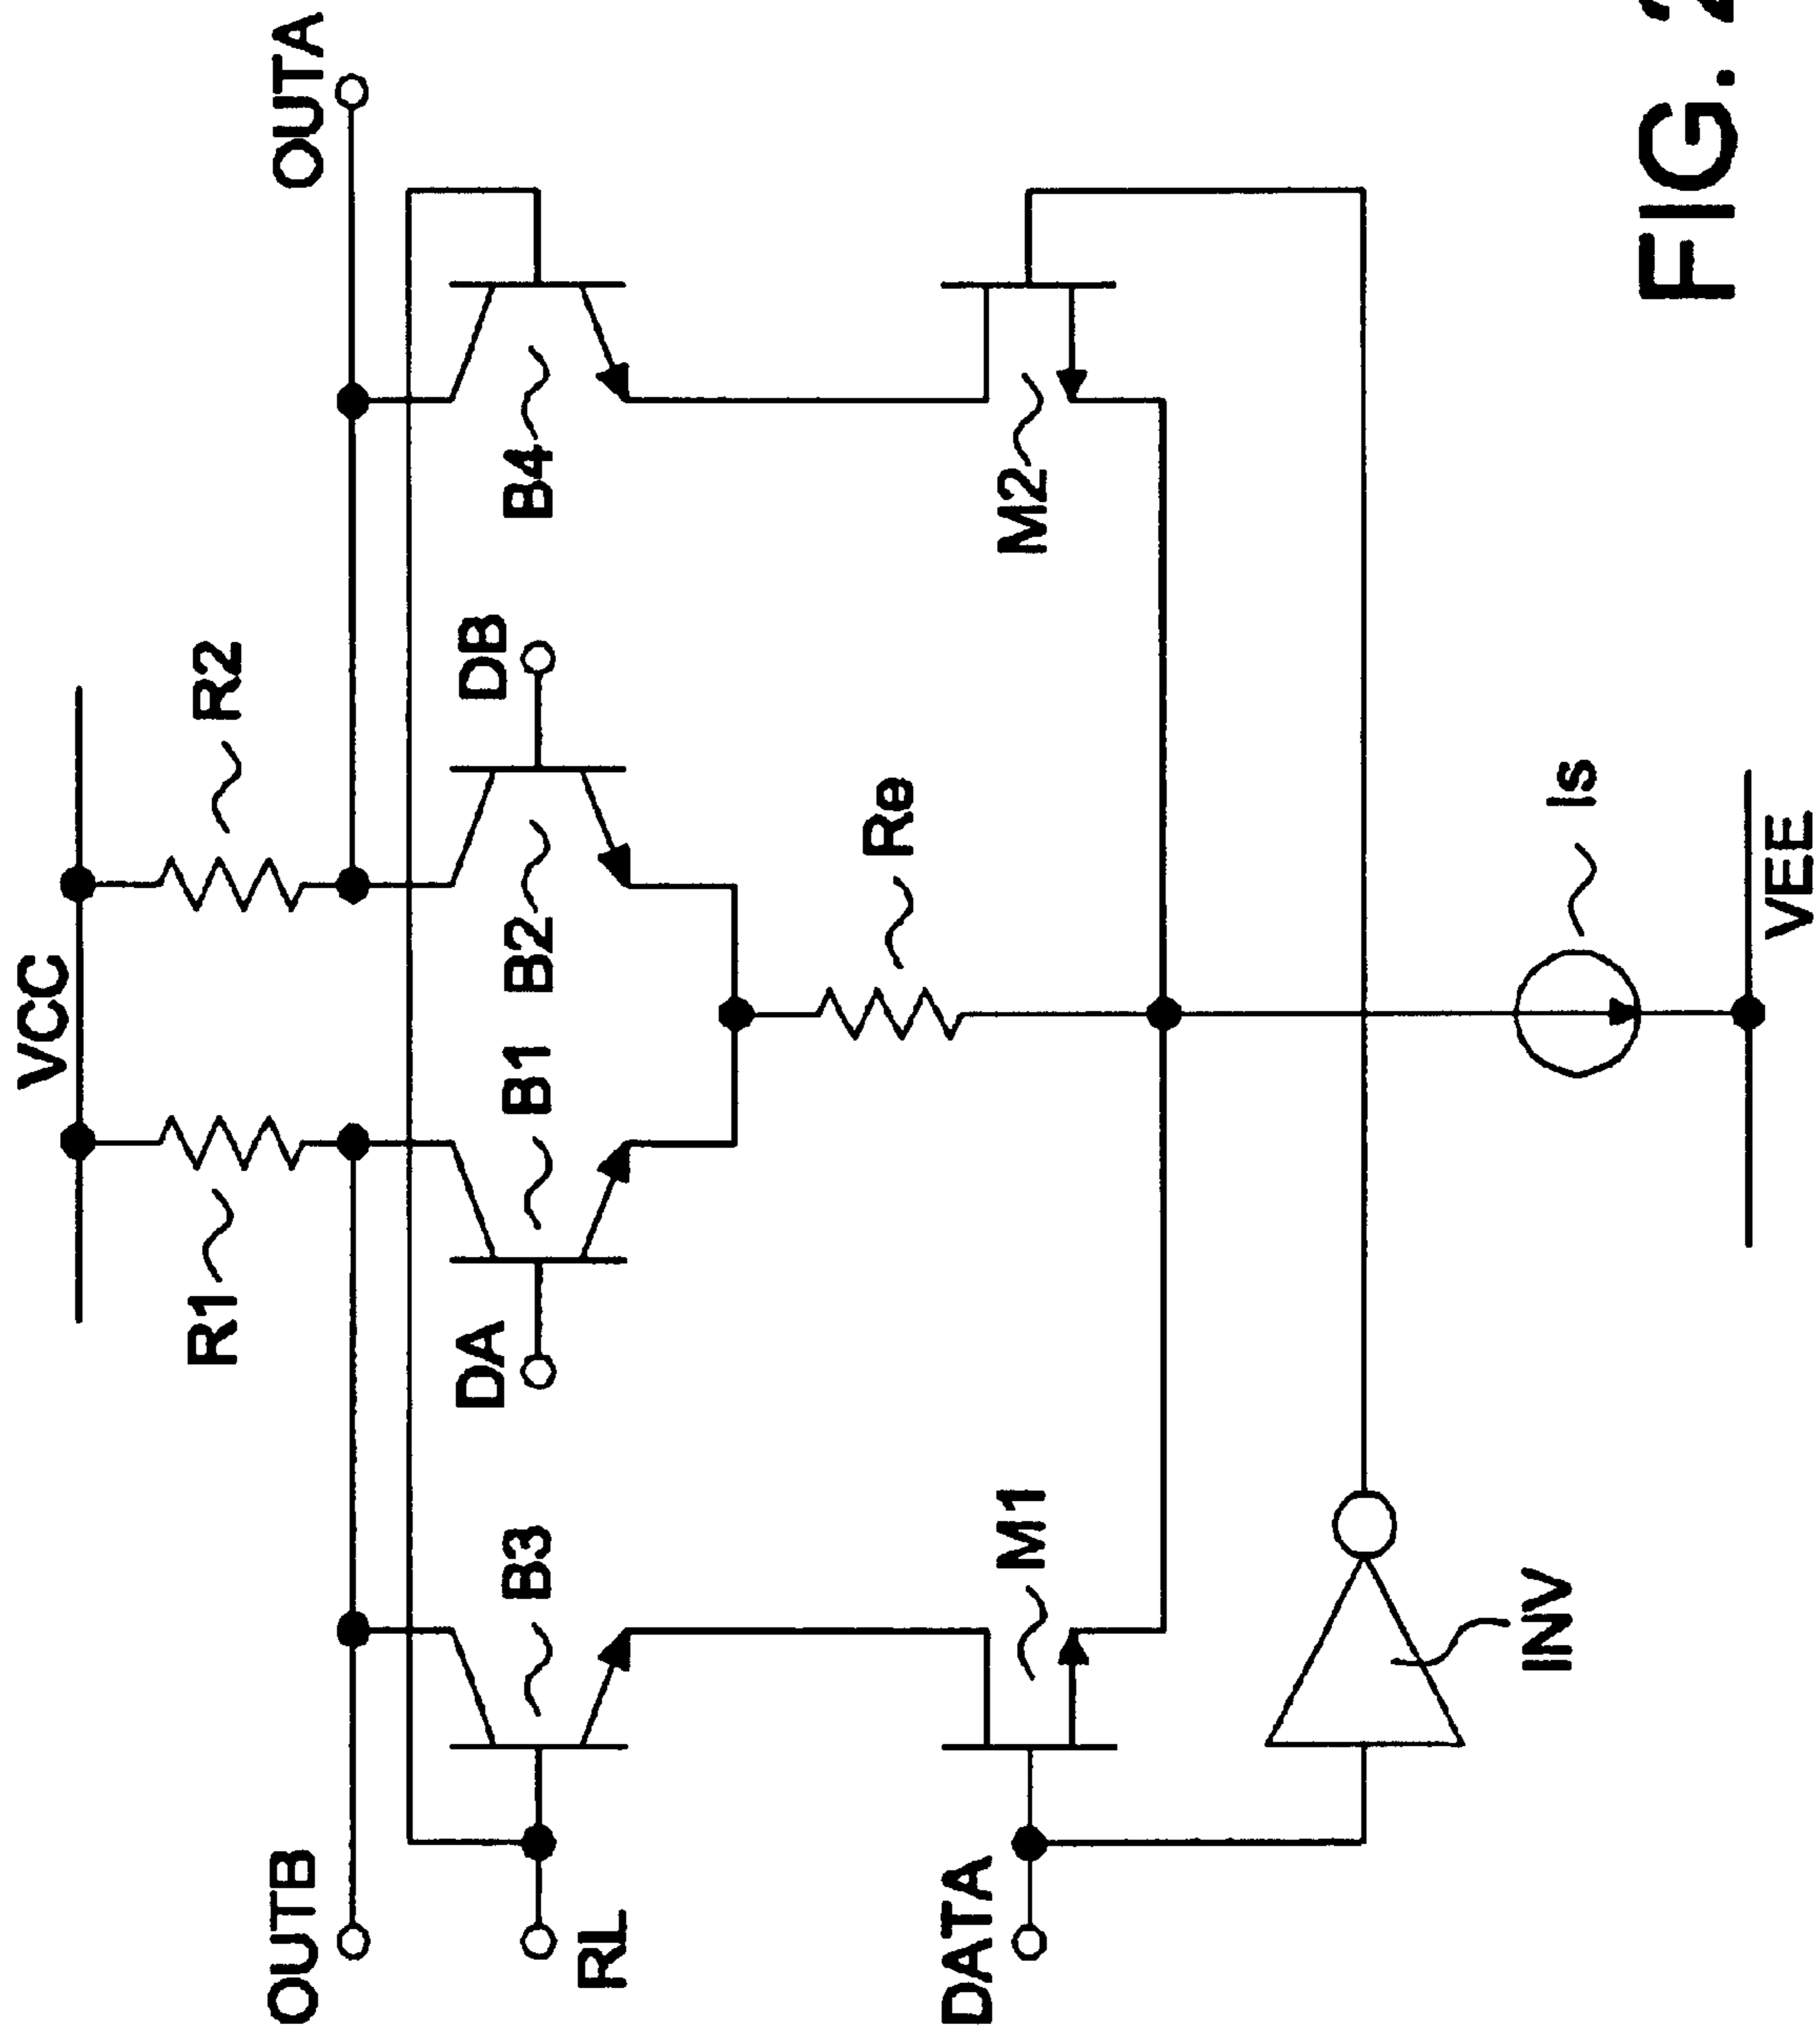 VCC
R1
R2
OUTB
OUTA
DA
DB
B3
B1
B2
B4
RL
Re
M1
M2
DATA
INV
Is
VEE
FIG. 2